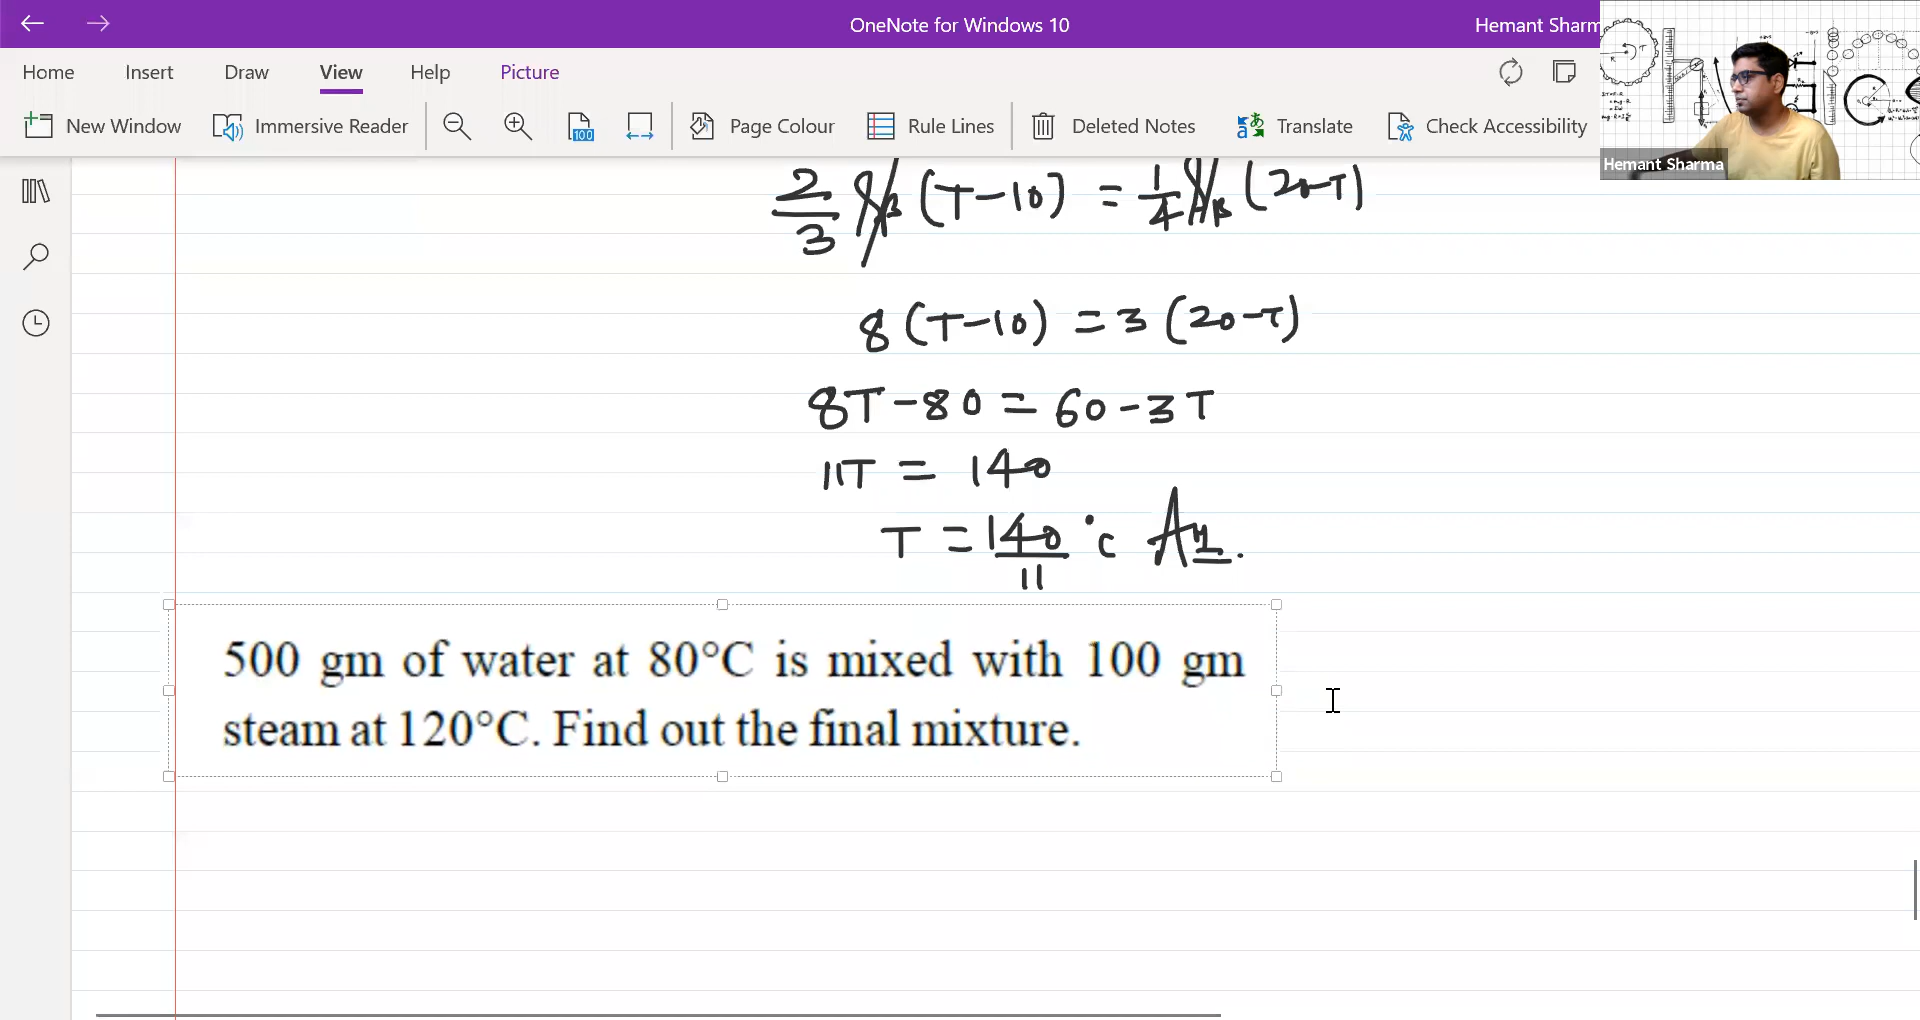 OneNote for Windows 10
Hemant Sharm
Home Insert Draw View Help Picture
New Window Immersive Reader 100 Page Colour Rule Lines Deleted Notes Translate Check Accessibility
Hemant Sharma
2/3 (T-10) = 1/4 (20-T)
8 (T-10) = 3 (20-T)
8T-80 = 60-3T
11T = 140
T = 140/11 °C An.
500 gm of water at 80°C is mixed with 100 gm
steam at 120°C. Find out the final mixture.